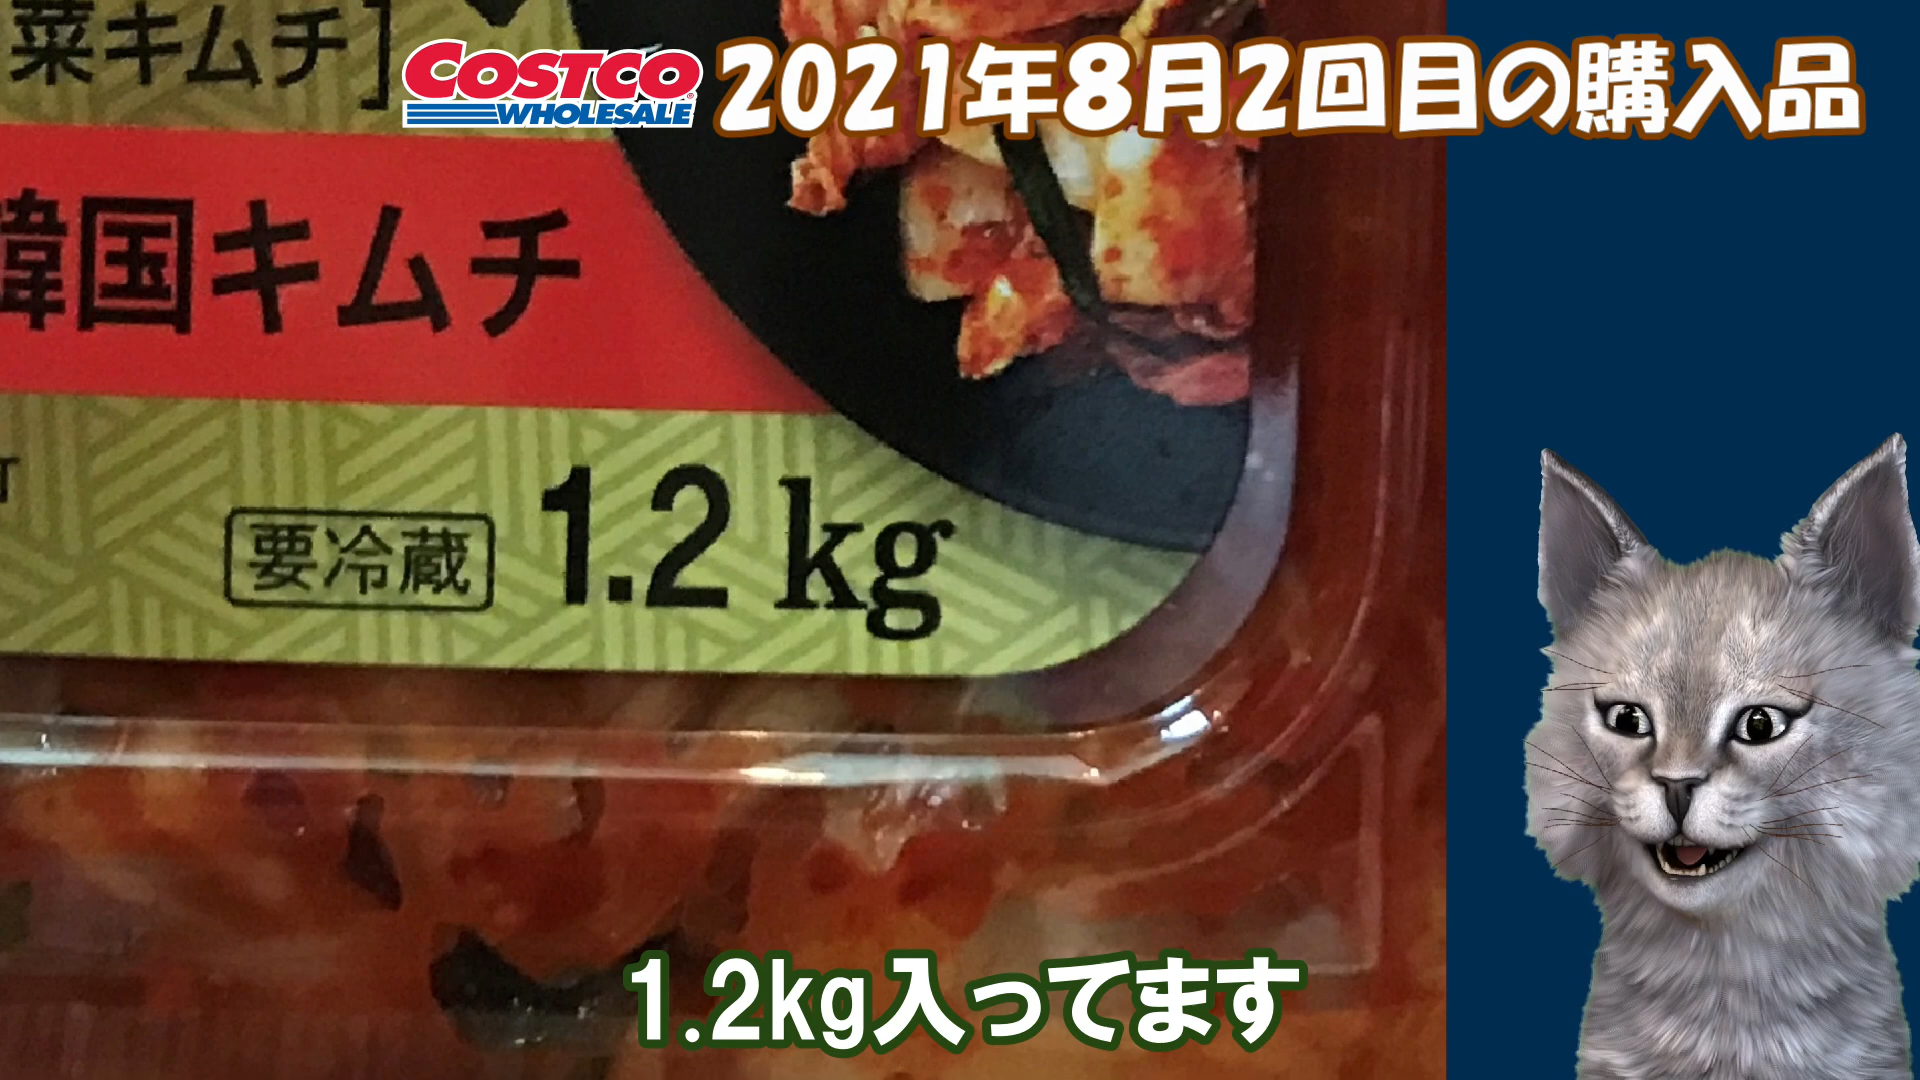 菜キムチ]
COSTCO
WHOLESALE
2021年8月2回目の購入品
韓国キムチ
要冷蔵 1.2 kg
1.2kg入ってます